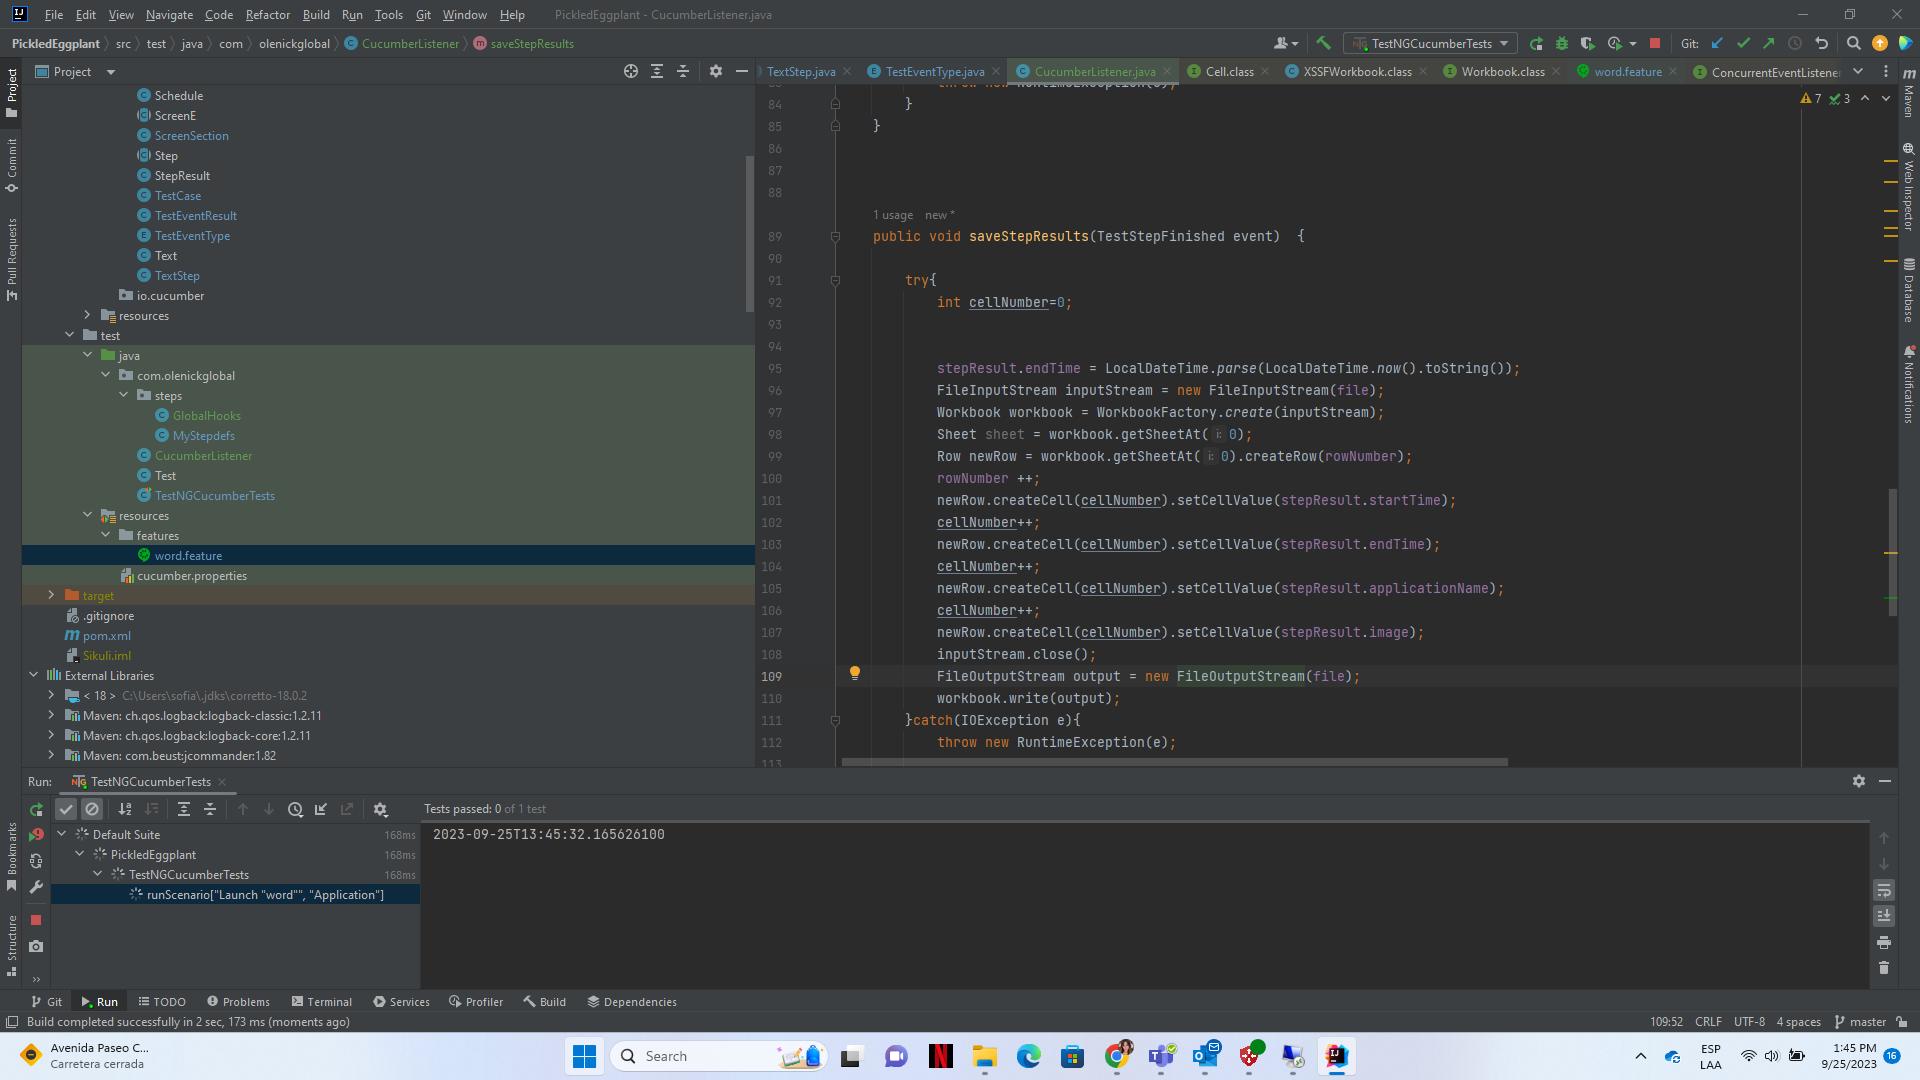 File Edit View Navigate Code Refactor Build Run Tools Git Window Help PickledEggplant - CucumberListener.java
PickledEggplant src test java com olenickglobal CucumberListener saveStepResults TestNGCucumberTests Git:
Project
TextStep.java TestEventType.java CucumberListener.java Cell.class XSSFWorkbook.class Workbook.class word.feature ConcurrentEventListene
Project
Commit
Pull Requests
Bookmarks
Structure
Schedule
ScreenE
ScreenSection
Step
StepResult
TestCase
TestEventResult
TestEventType
Text
TextStep
io.cucumber
resources
test
java
com.olenickglobal
steps
GlobalHooks
MyStepdefs
CucumberListener
Test
TestNGCucumberTests
resources
features
word.feature
cucumber.properties
target
.gitignore
pom.xml
Sikuli.iml
External Libraries
< 18 > C:\Users\sofia\.jdks\corretto-18.0.2
Maven: ch.qos.logback:logback-classic:1.2.11
Maven: ch.qos.logback:logback-core:1.2.11
Maven: com.beust:jcommander:1.82
7 3
84 }
85 }
86
87
88
1 usage new *
89 public void saveStepResults(TestStepFinished event) {
90
91 try{
92 int cellNumber=0;
93
94
95 stepResult.endTime = LocalDateTime.parse(LocalDateTime.now().toString());
96 FileInputStream inputStream = new FileInputStream(file);
97 Workbook workbook = WorkbookFactory.create(inputStream);
98 Sheet sheet = workbook.getSheetAt( i: 0);
99 Row newRow = workbook.getSheetAt( i: 0).createRow(rowNumber);
100 rowNumber ++;
101 newRow.createCell(cellNumber).setCellValue(stepResult.startTime);
102 cellNumber++;
103 newRow.createCell(cellNumber).setCellValue(stepResult.endTime);
104 cellNumber++;
105 newRow.createCell(cellNumber).setCellValue(stepResult.applicationName);
106 cellNumber++;
107 newRow.createCell(cellNumber).setCellValue(stepResult.image);
108 inputStream.close();
109 FileOutputStream output = new FileOutputStream(file);
110 workbook.write(output);
111 }catch(IOException e){
112 throw new RuntimeException(e);
113
Maven
Web Inspector
Database
Notifications
Run: TestNGCucumberTests
Tests passed: 0 of 1 test
Default Suite 168ms
PickledEggplant 168ms
TestNGCucumberTests 168ms
runScenario["Launch "word"", "Application"]
2023-09-25T13:45:32.165626100
Git Run TODO Problems Terminal Services Profiler Build Dependencies
Build completed successfully in 2 sec, 173 ms (moments ago) 109:52 CRLF UTF-8 4 spaces master
Avenida Paseo C...
Carretera cerrada
Search
ESP
LAA
1:45 PM
9/25/2023
16